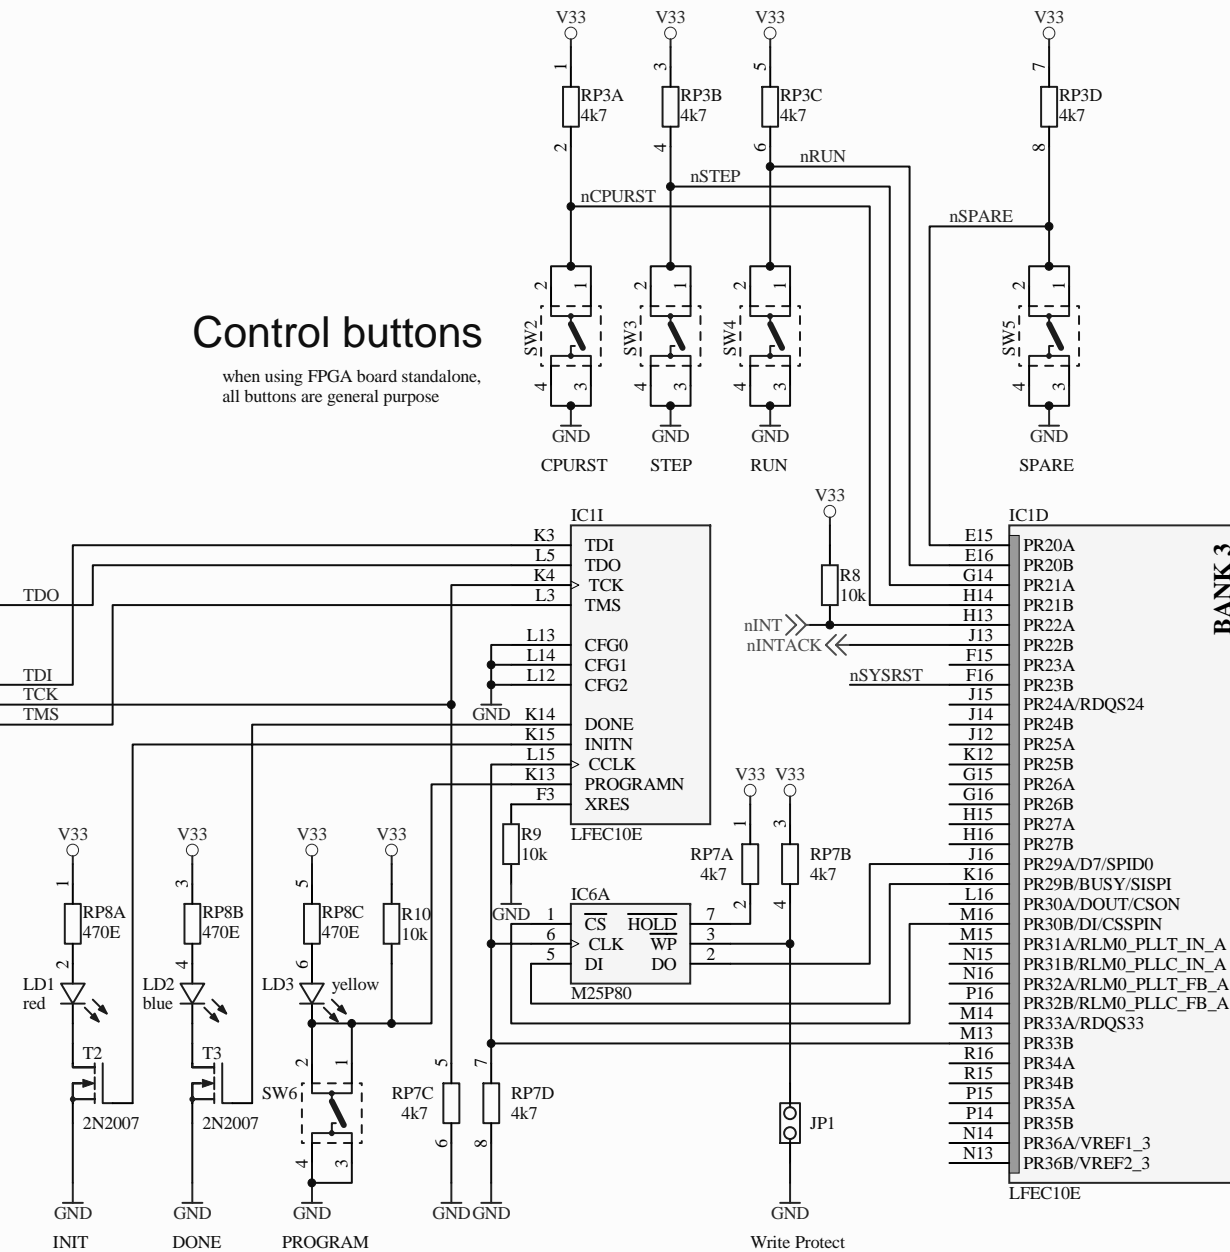 V33 V33 V33 V33
1 3 5 7
RP3A RP3B RP3C RP3D
4k7 4k7 4k7 4k7
2 4 6 8
nRUN
nSTEP
nCPURST
nSPARE
2 1 2 1 2 1 2 1
Control buttons
SW2 SW3 SW4 SW5
when using FPGA board standalone,
all buttons are general purpose
4 3 4 3 4 3 4 3
GND GND GND GND
CPURST STEP RUN SPARE
V33
IC1I
K3 TDI
L5 TDO
K4 TCK
L3 TMS
L13 CFG0
L14 CFG1
L12 CFG2
K14 DONE
K15 INITN
L15 CCLK
K13 PROGRAMN
F3 XRES
LFEC10E
TDO
TDI
TCK
TMS
GND
R8
10k
nINT
nINTACK
nSYSRST
IC1D
BANK 3
E15 PR20A
E16 PR20B
G14 PR21A
H14 PR21B
H13 PR22A
J13 PR22B
F15 PR23A
F16 PR23B
J15 PR24A/RDQS24
J14 PR24B
J12 PR25A
K12 PR25B
G15 PR26A
G16 PR26B
H15 PR27A
H16 PR27B
J16 PR29A/D7/SPID0
K16 PR29B/BUSY/SISPI
L16 PR30A/DOUT/CSON
M16 PR30B/DI/CSSPIN
M15 PR31A/RLM0_PLLT_IN_A
N15 PR31B/RLM0_PLLC_IN_A
N16 PR32A/RLM0_PLLT_FB_A
P16 PR32B/RLM0_PLLC_FB_A
M14 PR33A/RDQS33
M13 PR33B
R16 PR34A
R15 PR34B
P15 PR35A
P14 PR35B
N14 PR36A/VREF1_3
N13 PR36B/VREF2_3
LFEC10E
V33 V33
1 3
RP7A RP7B
4k7 4k7
2 4
R9
10k
GND
IC6A
1 CS HOLD 7
6 CLK WP 3
5 DI DO 2
M25P80
V33 V33 V33 V33
1 3 5
RP8A RP8B RP8C R10
470E 470E 470E 10k
2 4 6
LD1 LD2 LD3 yellow
red blue
T2 T3
2N2007 2N2007
2 1
SW6
4 3
5 7
RP7C RP7D
4k7 4k7
6 8
JP1
GND GND GND GND GND GND
INIT DONE PROGRAM Write Protect